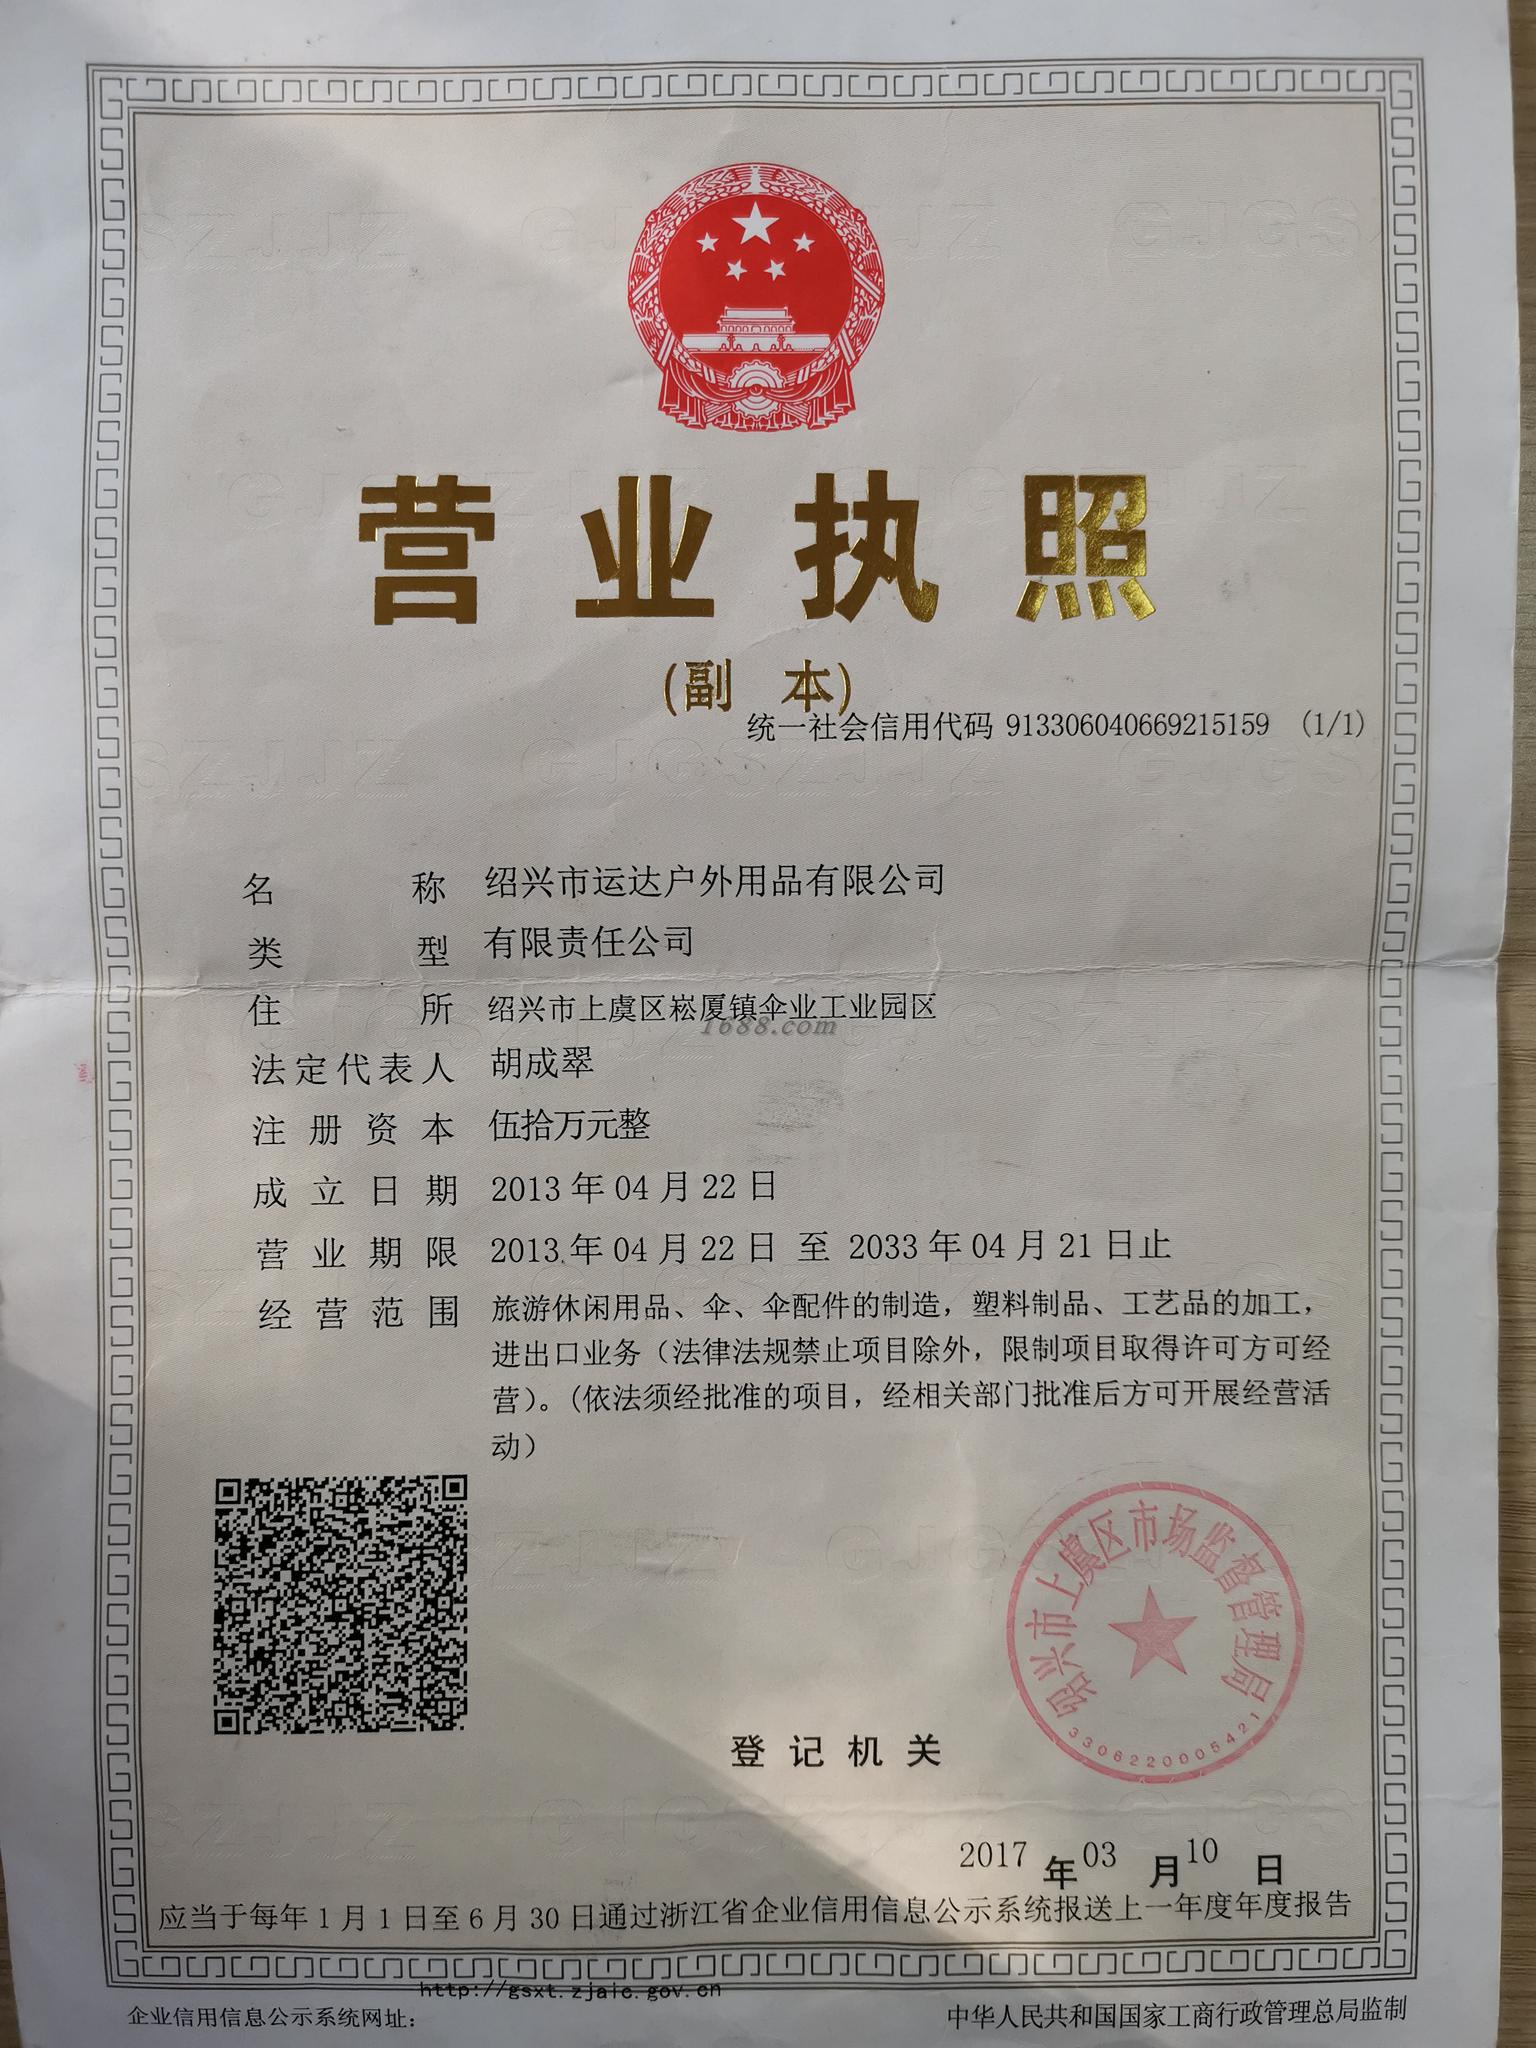 营业执照
(副 本)
统一社会信用代码 913306040669215159 (1/1)
名 称 绍兴市运达户外用品有限公司
类 型 有限责任公司
住 所 绍兴市上虞区崧厦镇伞业工业园区
1688.com
法定代表人 胡成翠
注册资本 伍拾万元整
成立日期 2013年04月22日
营业期限 2013年04月22日 至 2033年04月21日止
经营范围 旅游休闲用品、伞、伞配件的制造，塑料制品、工艺品的加工，
进出口业务（法律法规禁止项目除外，限制项目取得许可方可经
营）。(依法须经批准的项目，经相关部门批准后方可开展经营活
动）
绍兴市上虞区市场监督管理局
3306220005421
登记机关
2017年03月10日
应当于每年1月1日至6月30日通过浙江省企业信用信息公示系统报送上一年度年度报告
http://gsxt.zjaic.gov.cn
企业信用信息公示系统网址：
中华人民共和国国家工商行政管理总局监制